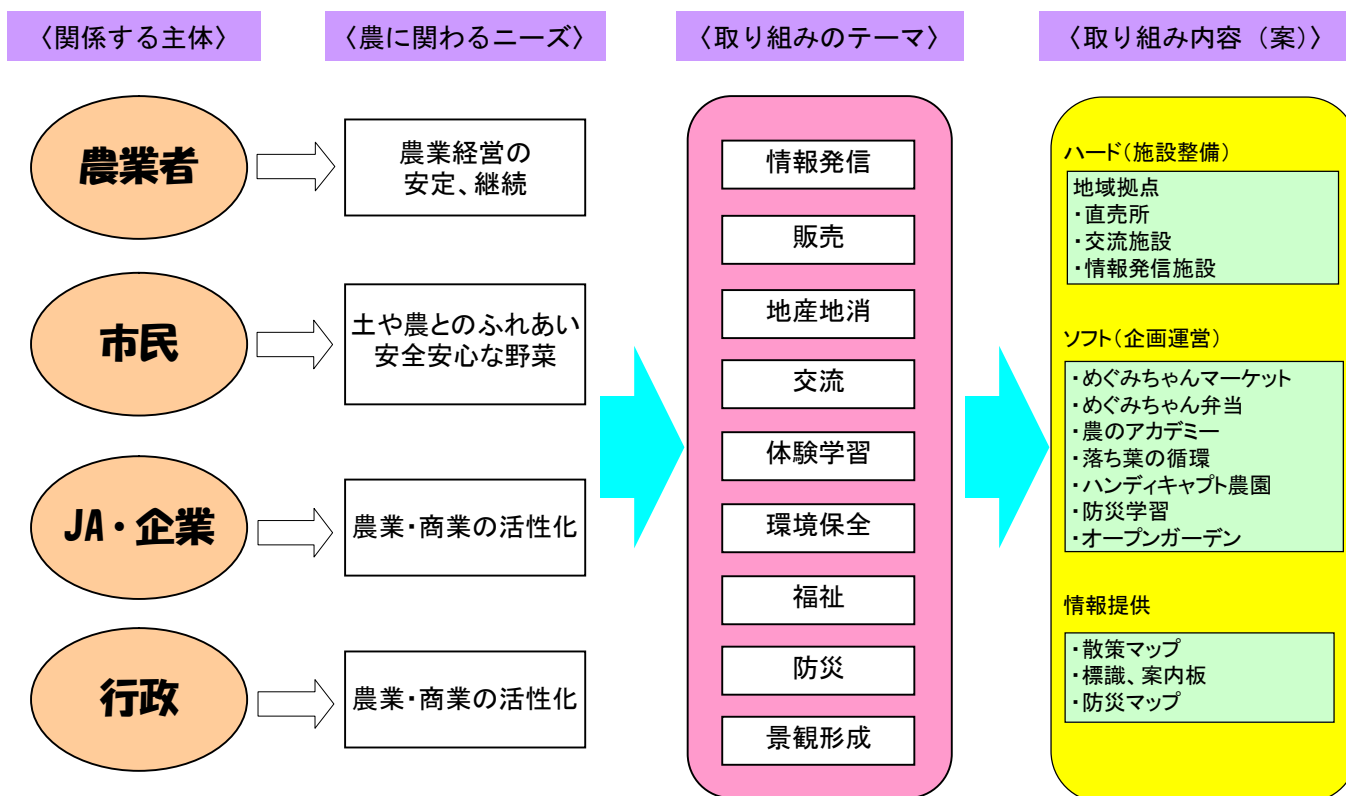 〈関係する主体〉
〈農に関わるニーズ〉
〈取り組みのテーマ〉
〈取り組み内容（案）〉
農業者
農業経営の
安定、継続
市民
土や農とのふれあい
安全安心な野菜
JA・企業
農業・商業の活性化
行政
農業・商業の活性化
情報発信
販売
地産地消
交流
体験学習
環境保全
福祉
防災
景観形成
ハード（施設整備）
地域拠点
・直売所
・交流施設
・情報発信施設
ソフト（企画運営）
・めぐみちゃんマーケット
・めぐみちゃん弁当
・農のアカデミー
・落ち葉の循環
・ハンディキャプト農園
・防災学習
・オープンガーデン
情報提供
・散策マップ
・標識、案内板
・防災マップ